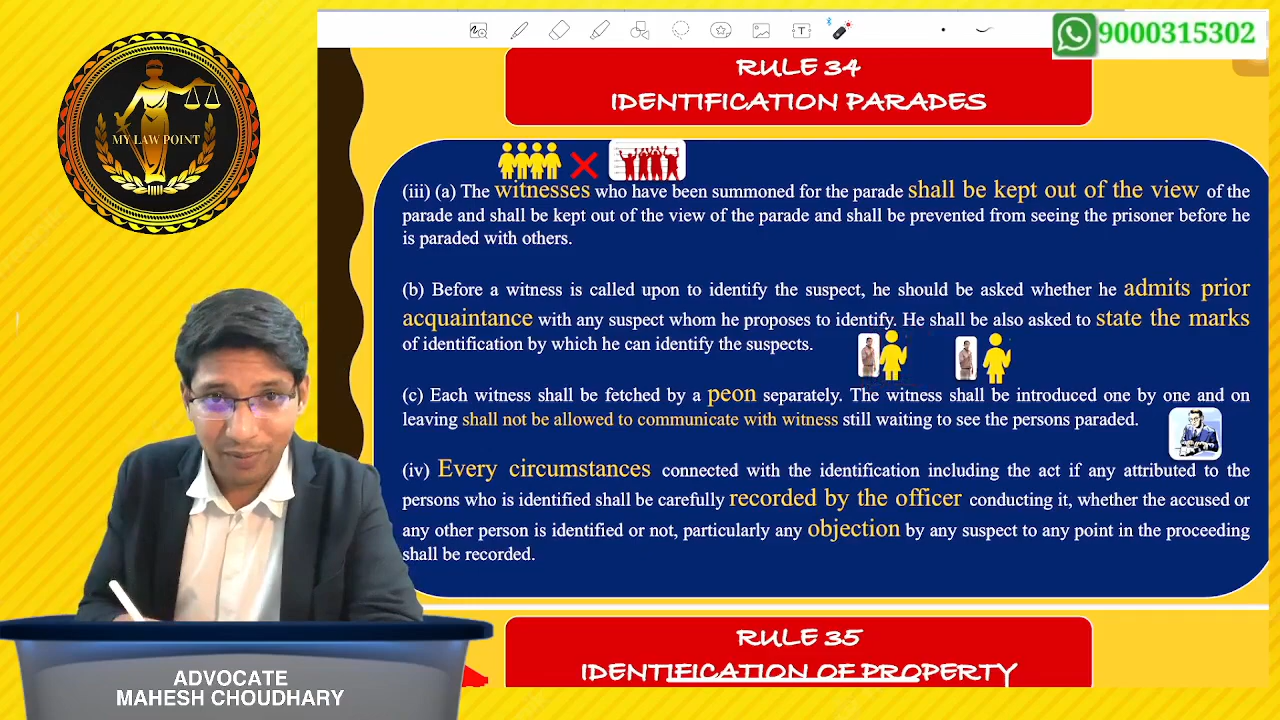 9000315302
RULE 34
IDENTIFICATION PARADES
MY LAW POINT
(iii) (a) The witnesses who have been summoned for the parade shall be kept out of the view of the
parade and shall be kept out of the view of the parade and shall be prevented from seeing the prisoner before he
is paraded with others.
(b) Before a witness is called upon to identify the suspect, he should be asked whether he admits prior
acquaintance with any suspect whom he proposes to identify. He shall be also asked to state the marks
of identification by which he can identify the suspects.
(c) Each witness shall be fetched by a peon separately. The witness shall be introduced one by one and on
leaving shall not be allowed to communicate with witness still waiting to see the persons paraded.
(iv) Every circumstances connected with the identification including the act if any attributed to the
persons who is identified shall be carefully recorded by the officer conducting it, whether the accused or
any other person is identified or not, particularly any objection by any suspect to any point in the proceeding
shall be recorded.
RULE 35
IDENTIFICATION OF PROPERTY
ADVOCATE
MAHESH CHOUDHARY